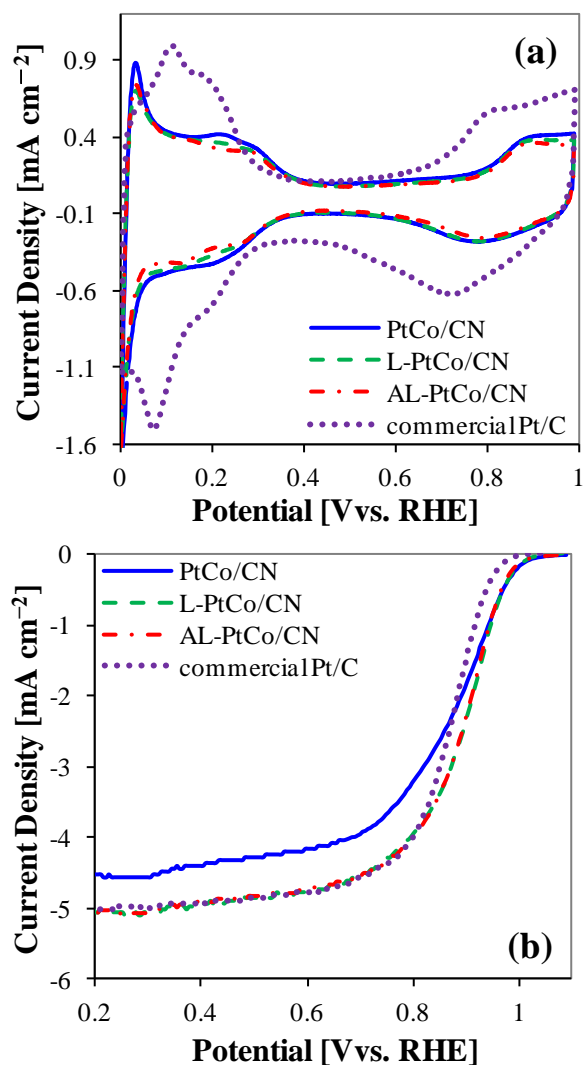 (a)
Current Density [mA cm⁻²]
0.9
0.4
-0.1
-0.6
-1.1
-1.6
PtCo/CN
L-PtCo/CN
AL-PtCo/CN
commercialPt/C
0 0.2 0.4 0.6 0.8 1
Potential [Vvs. RHE]
0
-1
-2
-3
-4
-5
-6
Current Density [mA cm⁻²]
PtCo/CN
L-PtCo/CN
AL-PtCo/CN
commercialPt/C
(b)
0.2 0.4 0.6 0.8 1
Potential [Vvs. RHE]